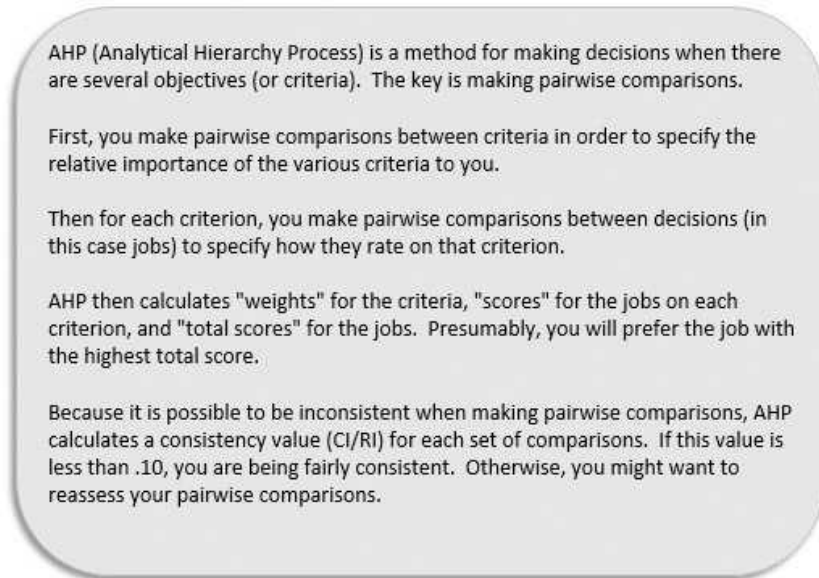 AHP (Analytical Hierarchy Process) is a method for making decisions when there
are several objectives (or criteria).  The key is making pairwise comparisons.
First, you make pairwise comparisons between criteria in order to specify the
relative importance of the various criteria to you.
Then for each criterion, you make pairwise comparisons between decisions (in
this case jobs) to specify how they rate on that criterion.
AHP then calculates "weights" for the criteria, "scores" for the jobs on each
criterion, and "total scores" for the jobs.  Presumably, you will prefer the job with
the highest total score.
Because it is possible to be inconsistent when making pairwise comparisons, AHP
calculates a consistency value (CI/RI) for each set of comparisons.  If this value is
less than .10, you are being fairly consistent.  Otherwise, you might want to
reassess your pairwise comparisons.